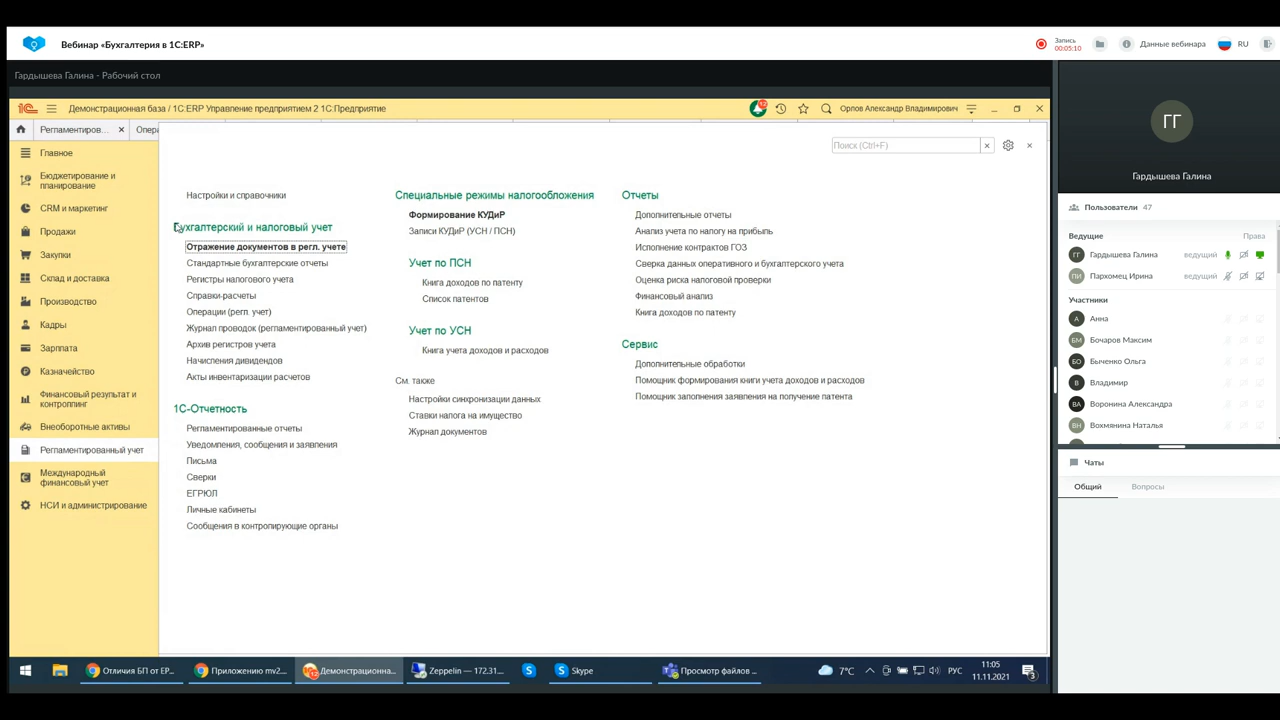 Вебинар «Бухгалтерия в 1С:ERP»
Запись
00:05:10
Данные вебинара
RU
Гардышева Галина - Рабочий стол
Демонстрационная база / 1С:ERP Управление предприятием 2 1С:Предприятие
12
Орлов Александр Владимирович
Регламентиров...
Опера
Главное
Бюджетирование и
планирование
CRM и маркетинг
Продажи
Закупки
Склад и доставка
Производство
Кадры
Зарплата
Казначейство
Финансовый результат и
контроллинг
Внеоборотные активы
Регламентированный учет
Международный
финансовый учет
НСИ и администрирование
Поиск (Ctrl+F)
Настройки и справочники
Бухгалтерский и налоговый учет
Отражение документов в регл. учете
Стандартные бухгалтерские отчеты
Регистры налогового учета
Справки-расчеты
Операции (регл. учет)
Журнал проводок (регламентированный учет)
Архив регистров учета
Начисления дивидендов
Акты инвентаризации расчетов
1С-Отчетность
Регламентированные отчеты
Уведомления, сообщения и заявления
Письма
Сверки
ЕГРЮЛ
Личные кабинеты
Сообщения в контролирующие органы
Специальные режимы налогообложения
Формирование КУДиР
Записи КУДиР (УСН / ПСН)
Учет по ПСН
Книга доходов по патенту
Список патентов
Учет по УСН
Книга учета доходов и расходов
См. также
Настройки синхронизации данных
Ставки налога на имущество
Журнал документов
Отчеты
Дополнительные отчеты
Анализ учета по налогу на прибыль
Исполнение контрактов ГОЗ
Сверка данных оперативного и бухгалтерского учета
Оценка риска налоговой проверки
Финансовый анализ
Книга доходов по патенту
Сервис
Дополнительные обработки
Помощник формирования книги учета доходов и расходов
Помощник заполнения заявления на получение патента
ГГ
Гардышева Галина
Пользователи 47
Ведущие
Права
ГГ Гардышева Галина ведущий
ПИ Пархомец Ирина ведущий
Участники
А Анна
БМ Бочаров Максим
БО Быченко Ольга
В Владимир
ВА Воронина Александра
ВН Вохмянина Наталья
Чаты
Общий
Вопросы
Отличия БП от ЕР...
Приложению mv2...
Демонстрационна...
Zeppelin — 172.31...
Skype
Просмотр файлов ...
7°C
РУС
11:05
11.11.2021
3